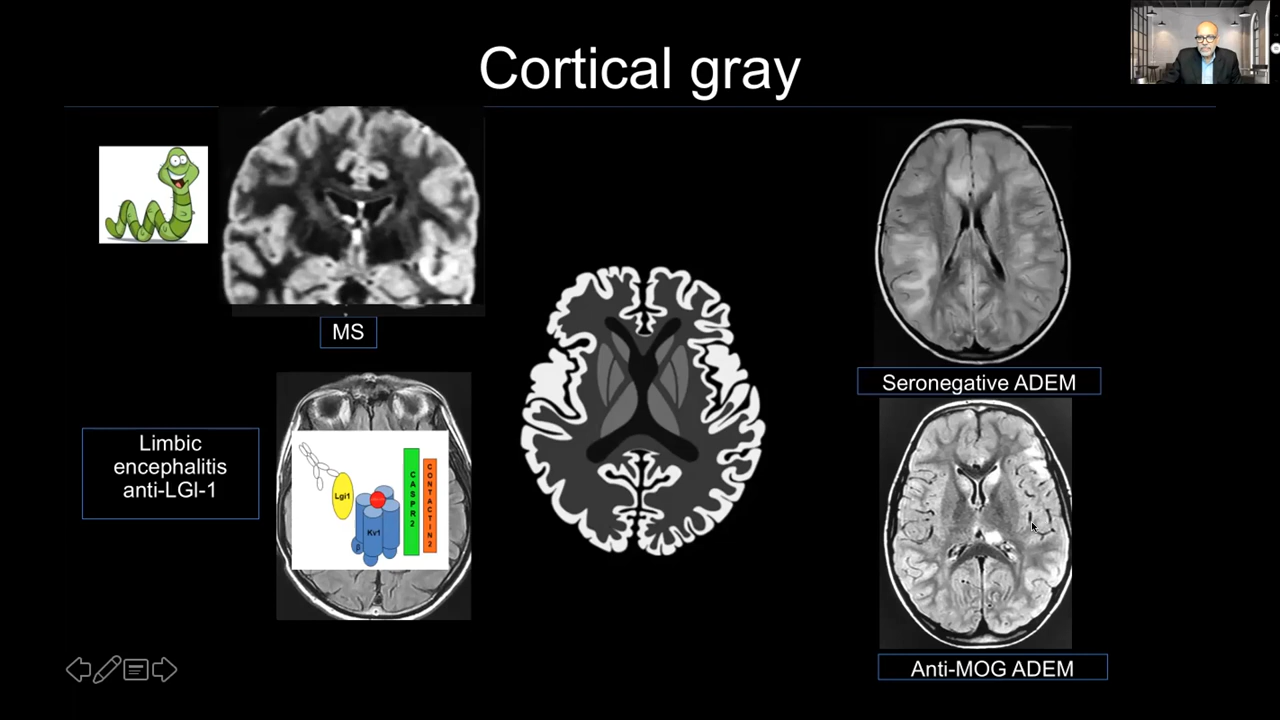 Cortical gray
MS
Limbic
encephalitis
anti-LGI-1
Lgi1
Kv1
β
CASPR2
CONTACTIN2
Seronegative ADEM
Anti-MOG ADEM